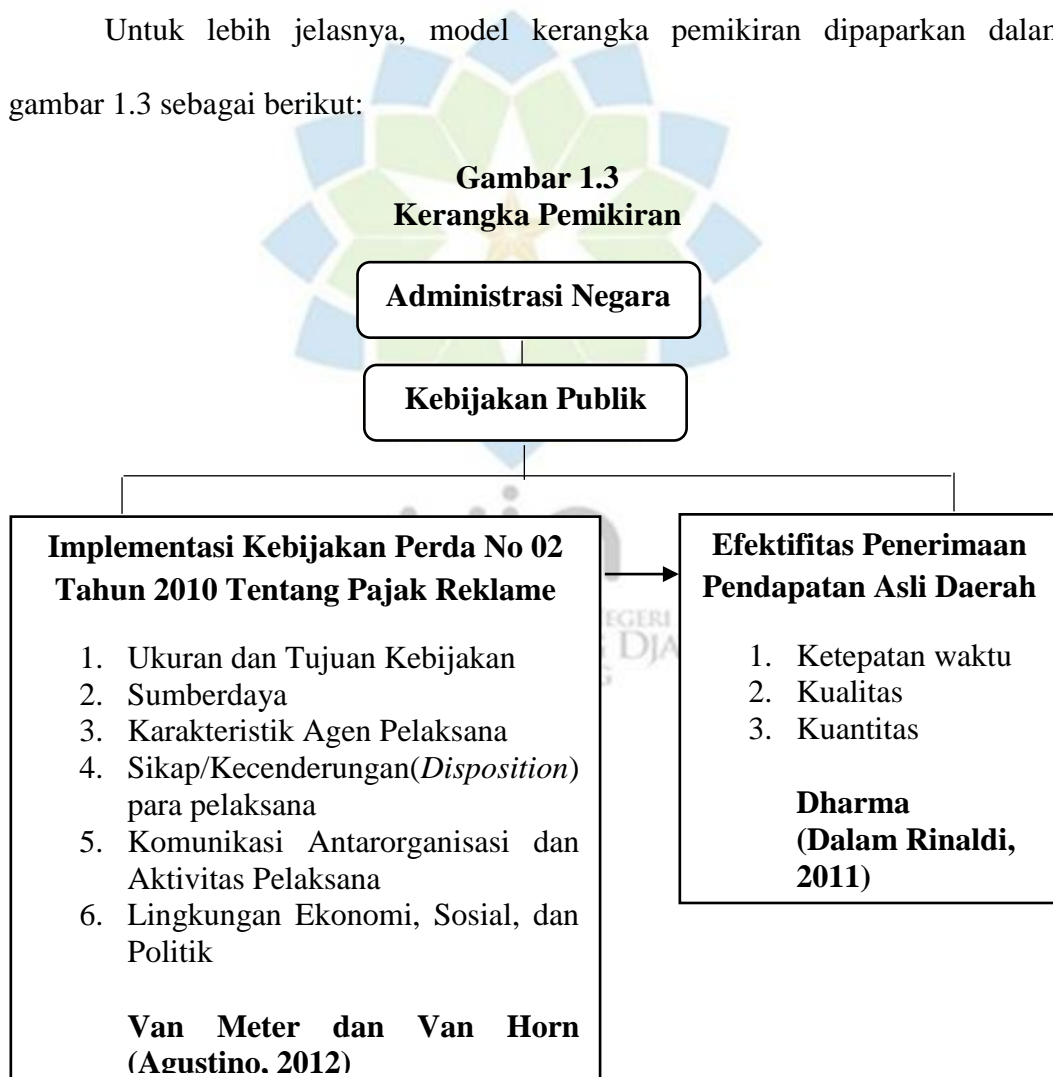 Untuk lebih jelasnya, model kerangka pemikiran dipaparkan dalam
gambar 1.3 sebagai berikut:
Gambar 1.3
Kerangka Pemikiran
Administrasi Negara
Kebijakan Publik
Implementasi Kebijakan Perda No 02
Tahun 2010 Tentang Pajak Reklame
1. Ukuran dan Tujuan Kebijakan
2. Sumberdaya
3. Karakteristik Agen Pelaksana
4. Sikap/Kecenderungan(Disposition)
para pelaksana
5. Komunikasi Antarorganisasi dan
Aktivitas Pelaksana
6. Lingkungan Ekonomi, Sosial, dan
Politik
Van Meter dan Van Horn
(Agustino, 2012)
Efektifitas Penerimaan
Pendapatan Asli Daerah
1. Ketepatan waktu
2. Kualitas
3. Kuantitas
Dharma
(Dalam Rinaldi,
2011)